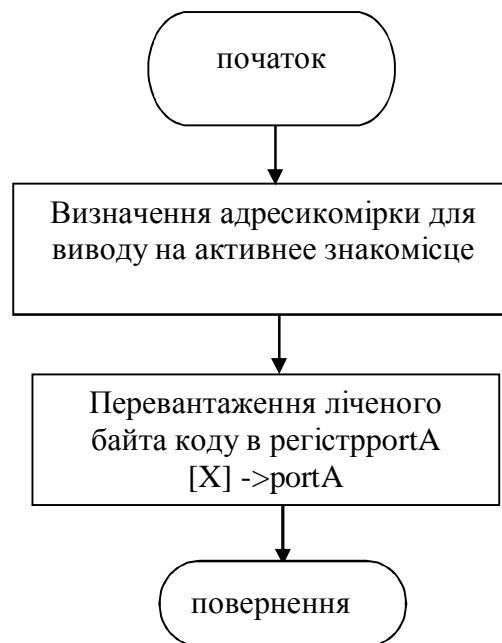 початок
Визначення адресикомірки для
виводу на активнее знакомісце
Перевантаження ліченого
байта коду в регістрportA
[X] ->portA
повернення